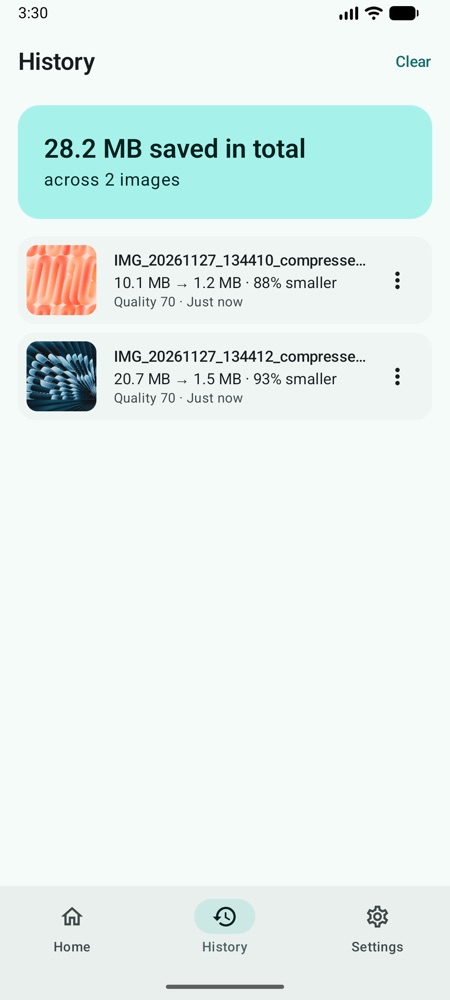 3:30
History
Clear
28.2 MB saved in total
across 2 images
IMG_20261127_134410_compresse…
10.1 MB → 1.2 MB · 88% smaller
Quality 70 · Just now
IMG_20261127_134412_compresse…
20.7 MB → 1.5 MB · 93% smaller
Quality 70 · Just now
Home
History
Settings